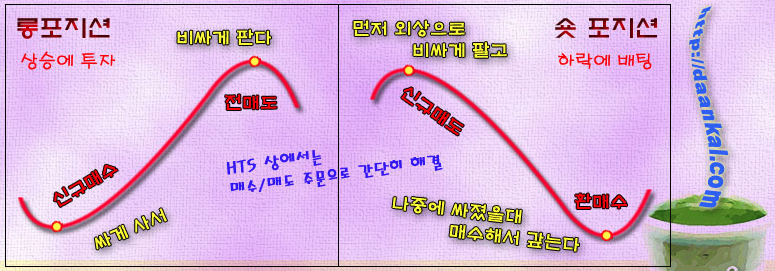 롱포지션
상승에 투자
비싸게 판다
전매도
신규매수
싸게 사서
HTS 상에서는
매수/매도 주문으로 간단히 해결
먼저 외상으로
비싸게 팔고
숏 포지션
하락에 배팅
신규매도
환매수
나중에 싸졌을대
매수해서 갚는다
http://daankal.com